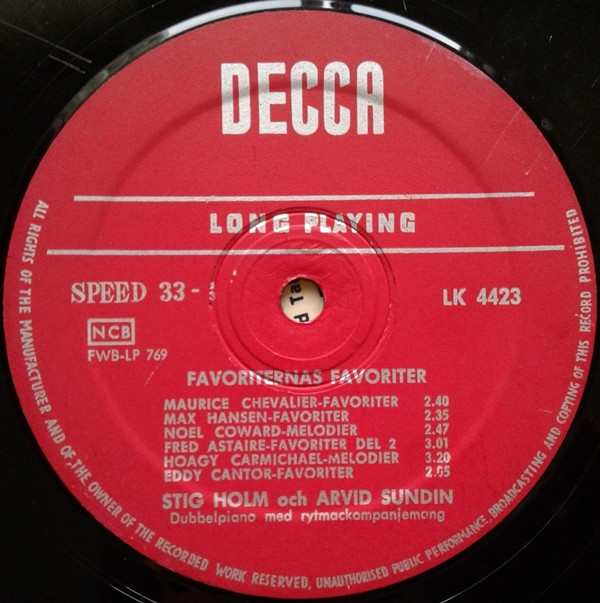 DECCA
LONG PLAYING
SPEED 33 -
LK 4423
NCB
FWB-LP 769
FAVORITERNAS FAVORITER
MAURICE CHEVALIER-FAVORITER 2.40
MAX HANSEN-FAVORITER 2.35
NOEL COWARD-MELODIER 2.47
FRED ASTAIRE-FAVORITER DEL 2 3.01
HOAGY CARMICHAEL-MELODIER 3.20
EDDY CANTOR-FAVORITER 2.05
STIG HOLM och ARVID SUNDIN
Dubbelpiano med rytmackompanjemang
ALL RIGHTS OF THE MANUFACTURER AND OF THE OWNER OF THE RECORDED WORK RESERVED, UNAUTHORISED PUBLIC PERFORMANCE, BROADCASTING AND COPYING OF THIS RECORD PROHIBITED